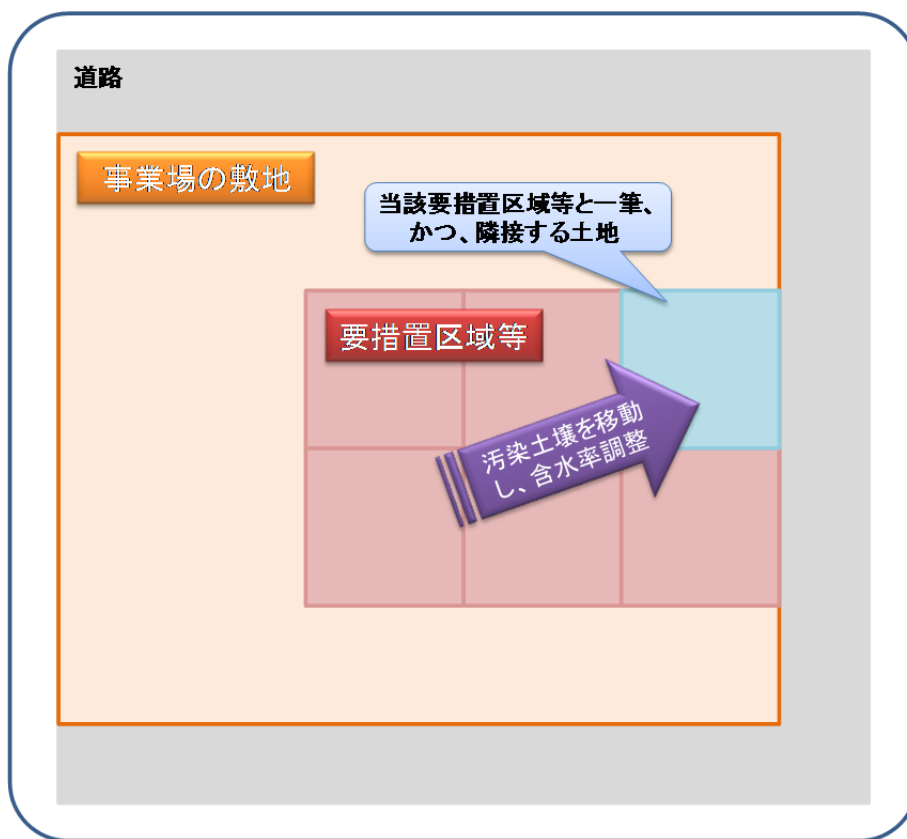 道路
事業場の敷地
当該要措置区域等と一筆、
かつ、隣接する土地
要措置区域等
汚染土壌を移動
し、含水率調整